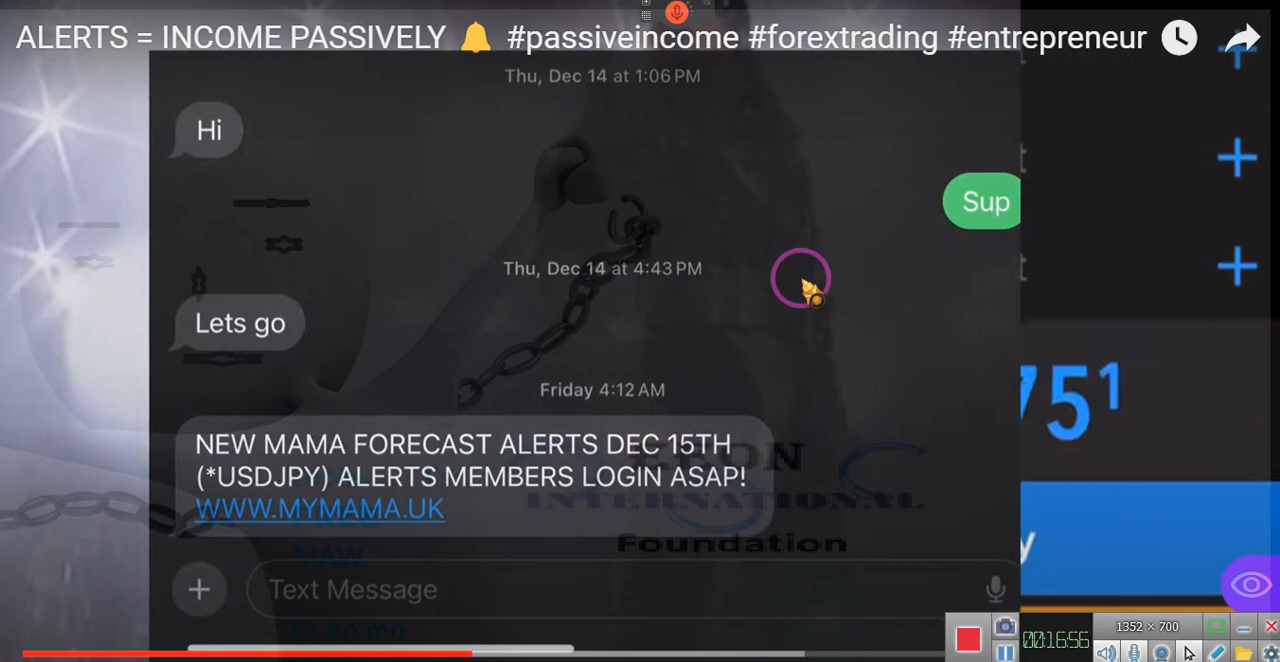 ALERTS = INCOME PASSIVELY 🔔 #passiveincome #forextrading #entrepreneur
Thu, Dec 14 at 1:06 PM
Hi
Sup
Thu, Dec 14 at 4:43 PM
Lets go
75¹
Friday 4:12 AM
NEW MAMA FORECAST ALERTS DEC 15TH
(*USDJPY) ALERTS MEMBERS LOGIN ASAP!
WWW.MYMAMA.UK
INTERNATIONAL
Foundation
y
Text Message
1352 × 700
00:16:56